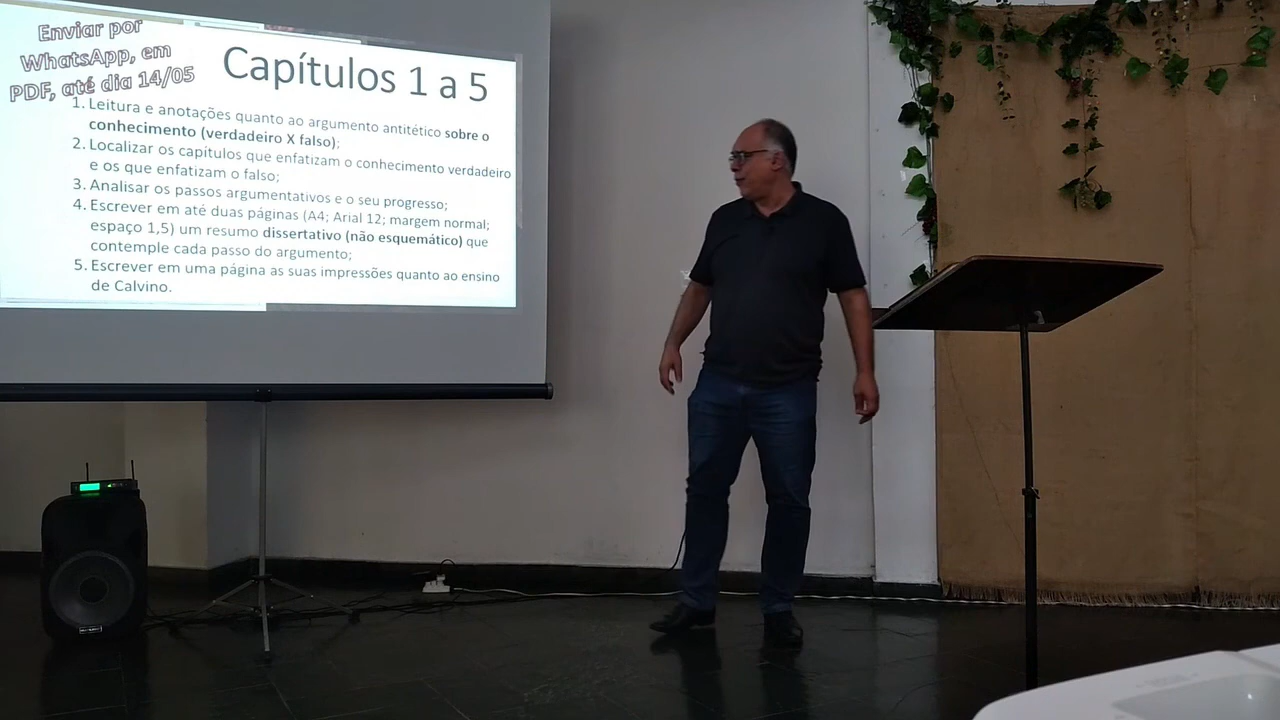 Enviar por
WhatsApp, em
PDF, até dia 14/05
Capítulos 1 a 5
1. Leitura e anotações quanto ao argumento antitético sobre o
conhecimento (verdadeiro X falso);
2. Localizar os capítulos que enfatizam o conhecimento verdadeiro
e os que enfatizam o falso;
3. Analisar os passos argumentativos e o seu progresso;
4. Escrever em até duas páginas (A4; Arial 12; margem normal;
espaço 1,5) um resumo dissertativo (não esquemático) que
contemple cada passo do argumento;
5. Escrever em uma página as suas impressões quanto ao ensino
de Calvino.